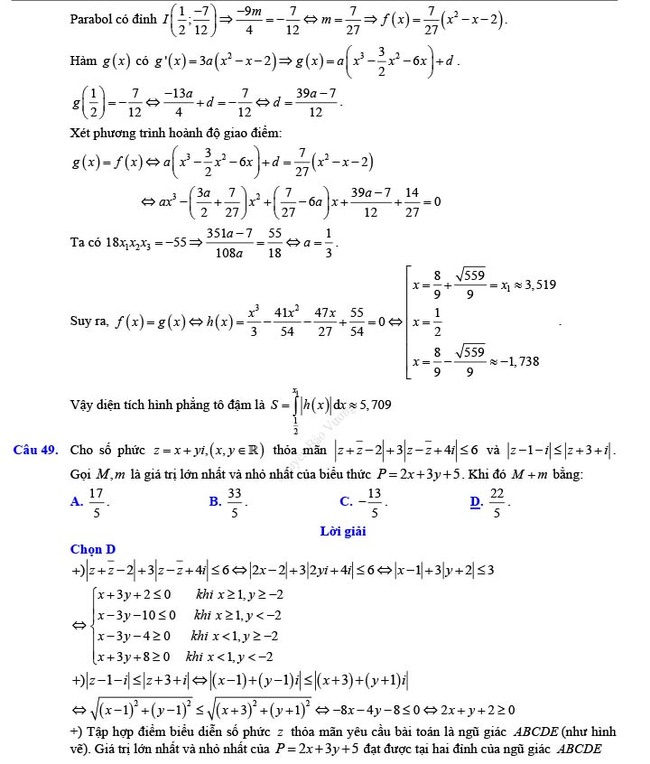 Parabol có đỉnh I(1/2; -7/12) ⇒ -9m/4 = -7/12 ⇔ m = 7/27 ⇒ f(x) = 7/27(x² - x - 2).
Hàm g(x) có g'(x) = 3a(x² - x - 2) ⇒ g(x) = a(x³ - 3/2x² - 6x) + d.
g(1/2) = -7/12 ⇔ -13a/4 + d = -7/12 ⇔ d = 39a-7/12.
Xét phương trình hoành độ giao điểm:
g(x) = f(x) ⇔ a(x³ - 3/2x² - 6x) + d = 7/27(x² - x - 2)
⇔ ax³ - (3a/2 + 7/27)x² + (7/27 - 6a)x + 39a-7/12 + 14/27 = 0
Ta có 18x₁x₂x₃ = -55 ⇒ 351a-7/108a = 55/18 ⇔ a = 1/3.
Suy ra, f(x) = g(x) ⇔ h(x) = x³/3 - 41x²/54 - 47x/27 + 55/54 = 0 ⇔ [ x = 8/9 + √559/9 = x₁ ≈ 3,519
x = 1/2
x = 8/9 - √559/9 ≈ -1,738
Vậy diện tích hình phẳng tô đậm là S = ∫_{1/2}^{x₁} |h(x)|dx ≈ 5,709
Câu 49. Cho số phức z = x + yi, (x, y ∈ ℝ) thỏa mãn |z + z̄ - 2| + 3|z - z̄ + 4i| ≤ 6 và |z - 1 - i| ≤ |z + 3 + i|.
Gọi M, m là giá trị lớn nhất và nhỏ nhất của biểu thức P = 2x + 3y + 5. Khi đó M + m bằng:
A. 17/5. B. 33/5. C. -13/5. D. 22/5.
Lời giải
Chọn D
+)|z + z̄ - 2| + 3|z - z̄ + 4i| ≤ 6 ⇔ |2x - 2| + 3|2yi + 4i| ≤ 6 ⇔ |x - 1| + 3|y + 2| ≤ 3
⇔ { x + 3y + 2 ≤ 0 khi x ≥ 1, y ≥ -2
x - 3y - 10 ≤ 0 khi x ≥ 1, y < -2
x - 3y - 4 ≥ 0 khi x < 1, y ≥ -2
x + 3y + 8 ≥ 0 khi x < 1, y < -2
+)|z - 1 - i| ≤ |z + 3 + i| ⇔ |(x - 1) + (y - 1)i| ≤ |(x + 3) + (y + 1)i|
⇔ √((x - 1)² + (y - 1)²) ≤ √((x + 3)² + (y + 1)²) ⇔ -8x - 4y - 8 ≤ 0 ⇔ 2x + y + 2 ≥ 0
+) Tập hợp điểm biểu diễn số phức z thỏa mãn yêu cầu bài toán là ngũ giác ABCDE (như hình
vẽ). Giá trị lớn nhất và nhỏ nhất của P = 2x + 3y + 5 đạt được tại hai đỉnh của ngũ giác ABCDE